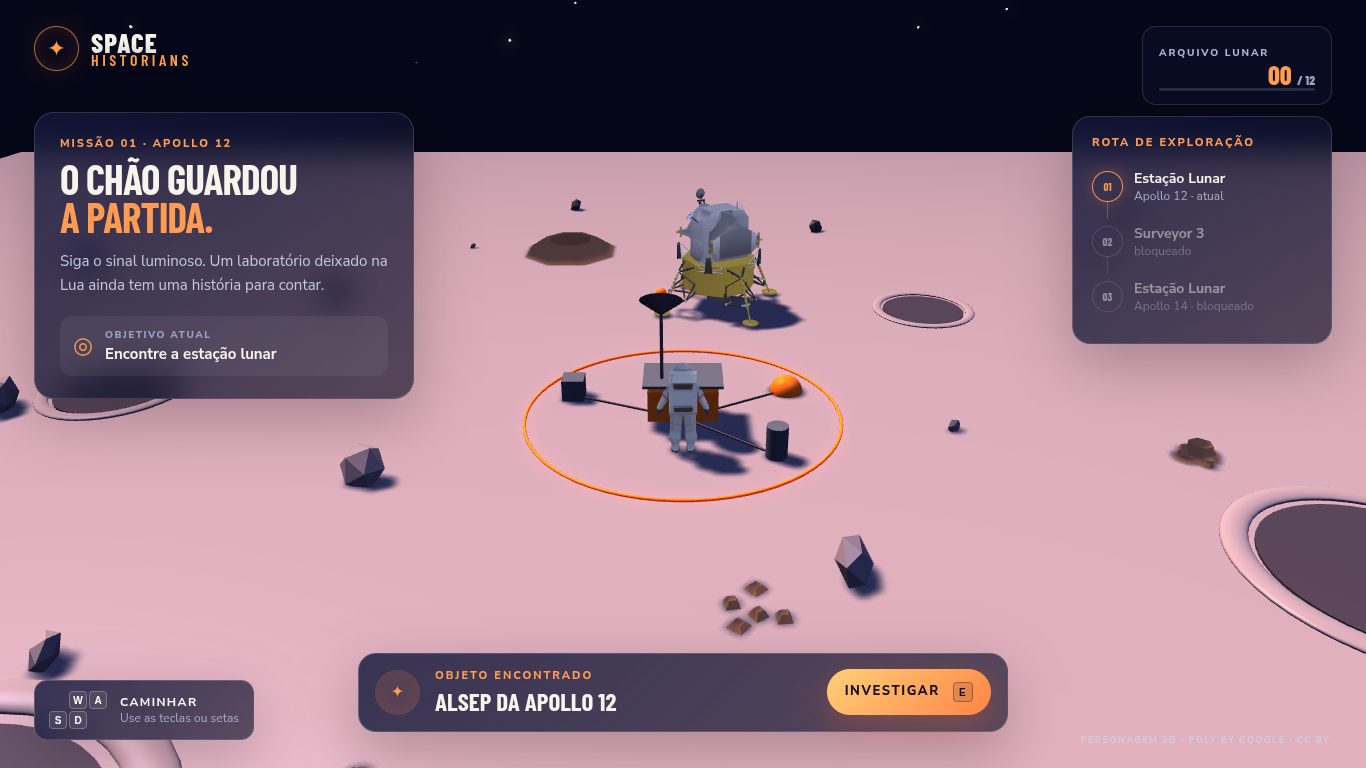 SPACE
HISTORIANS
ARQUIVO LUNAR
00 / 12
MISSÃO 01 · APOLLO 12
O CHÃO GUARDOU
A PARTIDA.
Siga o sinal luminoso. Um laboratório deixado na
Lua ainda tem uma história para contar.
OBJETIVO ATUAL
Encontre a estação lunar
ROTA DE EXPLORAÇÃO
01
Estação Lunar
Apollo 12 · atual
02
Surveyor 3
bloqueado
03
Estação Lunar
Apollo 14 · bloqueado
OBJETO ENCONTRADO
ALSEP DA APOLLO 12
INVESTIGAR E
W A
S D
CAMINHAR
Use as teclas ou setas
PERSONAGEM 3D · POLY BY GOOGLE · CC BY